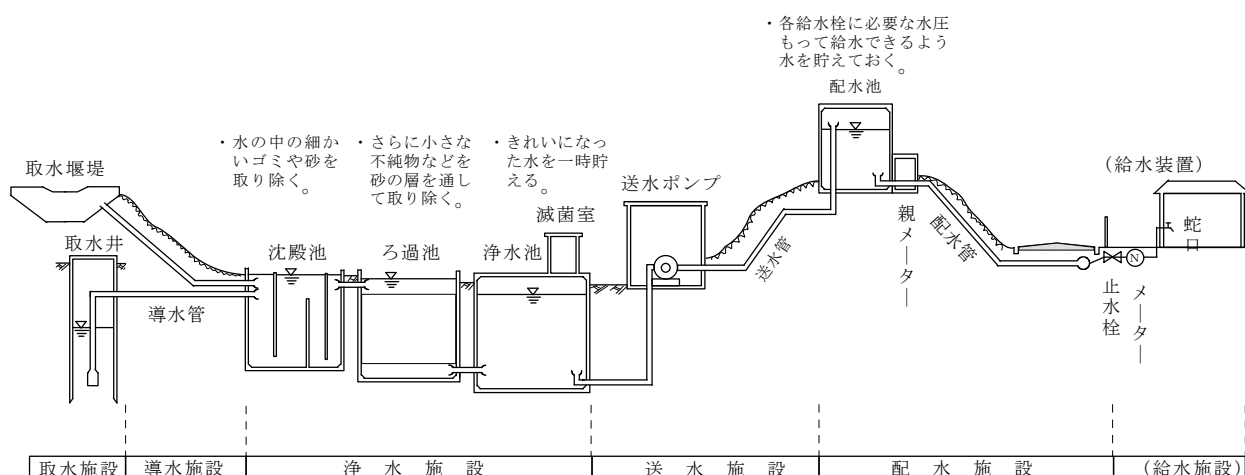 ・各給水栓に必要な水圧
もって給水できるよう
水を貯えておく。
配水池
・水の中の細か
いゴミや砂を
取り除く。
・さらに小さな
不純物などを
砂の層を通し
て取り除く。
・きれいになっ
た水を一時貯
える。
取水堰堤
送水ポンプ
(給水装置)
滅菌室
取水井
沈殿池
ろ過池
浄水池
導水管
送水管
親メーター
配水管
蛇
N
止水栓
メーター
取水施設
導水施設
浄水施設
送水施設
配水施設
(給水施設)